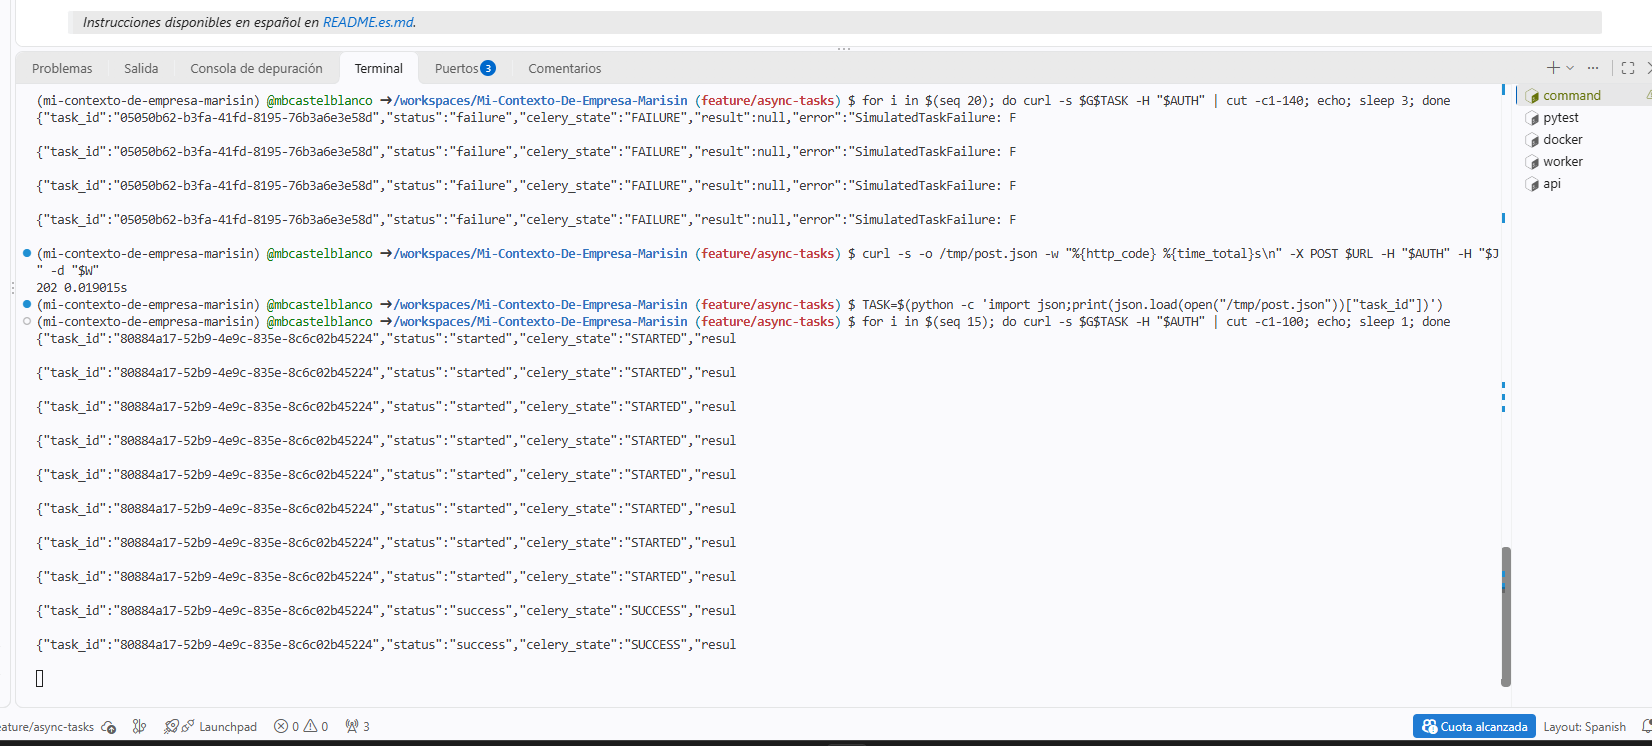 Instrucciones disponibles en español en README.es.md.
Problemas Salida Consola de depuración Terminal Puertos 3 Comentarios
(mi-contexto-de-empresa-marisin) @mbcastelblanco ➜/workspaces/Mi-Contexto-De-Empresa-Marisin (feature/async-tasks) $ for i in $(seq 20); do curl -s $G$TASK -H "$AUTH" | cut -c1-140; echo; sleep 3; done
{"task_id":"05050b62-b3fa-41fd-8195-76b3a6e3e58d","status":"failure","celery_state":"FAILURE","result":null,"error":"SimulatedTaskFailure: F
{"task_id":"05050b62-b3fa-41fd-8195-76b3a6e3e58d","status":"failure","celery_state":"FAILURE","result":null,"error":"SimulatedTaskFailure: F
{"task_id":"05050b62-b3fa-41fd-8195-76b3a6e3e58d","status":"failure","celery_state":"FAILURE","result":null,"error":"SimulatedTaskFailure: F
{"task_id":"05050b62-b3fa-41fd-8195-76b3a6e3e58d","status":"failure","celery_state":"FAILURE","result":null,"error":"SimulatedTaskFailure: F
(mi-contexto-de-empresa-marisin) @mbcastelblanco ➜/workspaces/Mi-Contexto-De-Empresa-Marisin (feature/async-tasks) $ curl -s -o /tmp/post.json -w "%{http_code} %{time_total}s\n" -X POST $URL -H "$AUTH" -H "$J
" -d "$W"
202 0.019015s
(mi-contexto-de-empresa-marisin) @mbcastelblanco ➜/workspaces/Mi-Contexto-De-Empresa-Marisin (feature/async-tasks) $ TASK=$(python -c 'import json;print(json.load(open("/tmp/post.json"))["task_id"])')
(mi-contexto-de-empresa-marisin) @mbcastelblanco ➜/workspaces/Mi-Contexto-De-Empresa-Marisin (feature/async-tasks) $ for i in $(seq 15); do curl -s $G$TASK -H "$AUTH" | cut -c1-100; echo; sleep 1; done
{"task_id":"80884a17-52b9-4e9c-835e-8c6c02b45224","status":"started","celery_state":"STARTED","resul
{"task_id":"80884a17-52b9-4e9c-835e-8c6c02b45224","status":"started","celery_state":"STARTED","resul
{"task_id":"80884a17-52b9-4e9c-835e-8c6c02b45224","status":"started","celery_state":"STARTED","resul
{"task_id":"80884a17-52b9-4e9c-835e-8c6c02b45224","status":"started","celery_state":"STARTED","resul
{"task_id":"80884a17-52b9-4e9c-835e-8c6c02b45224","status":"started","celery_state":"STARTED","resul
{"task_id":"80884a17-52b9-4e9c-835e-8c6c02b45224","status":"started","celery_state":"STARTED","resul
{"task_id":"80884a17-52b9-4e9c-835e-8c6c02b45224","status":"started","celery_state":"STARTED","resul
{"task_id":"80884a17-52b9-4e9c-835e-8c6c02b45224","status":"started","celery_state":"STARTED","resul
{"task_id":"80884a17-52b9-4e9c-835e-8c6c02b45224","status":"success","celery_state":"SUCCESS","resul
{"task_id":"80884a17-52b9-4e9c-835e-8c6c02b45224","status":"success","celery_state":"SUCCESS","resul
command
pytest
docker
worker
api
eature/async-tasks Launchpad 0 0 3 Cuota alcanzada Layout: Spanish